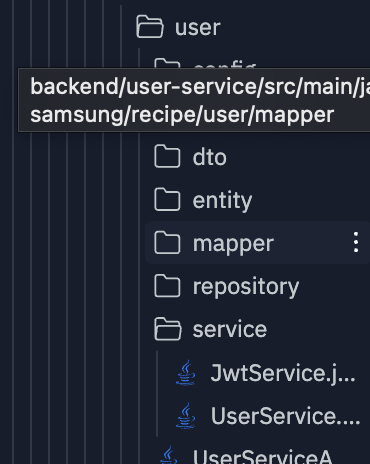 user
config
backend/user-service/src/main/ja
samsung/recipe/user/mapper
dto
entity
mapper
repository
service
JwtService.j...
UserService....
UserServiceA